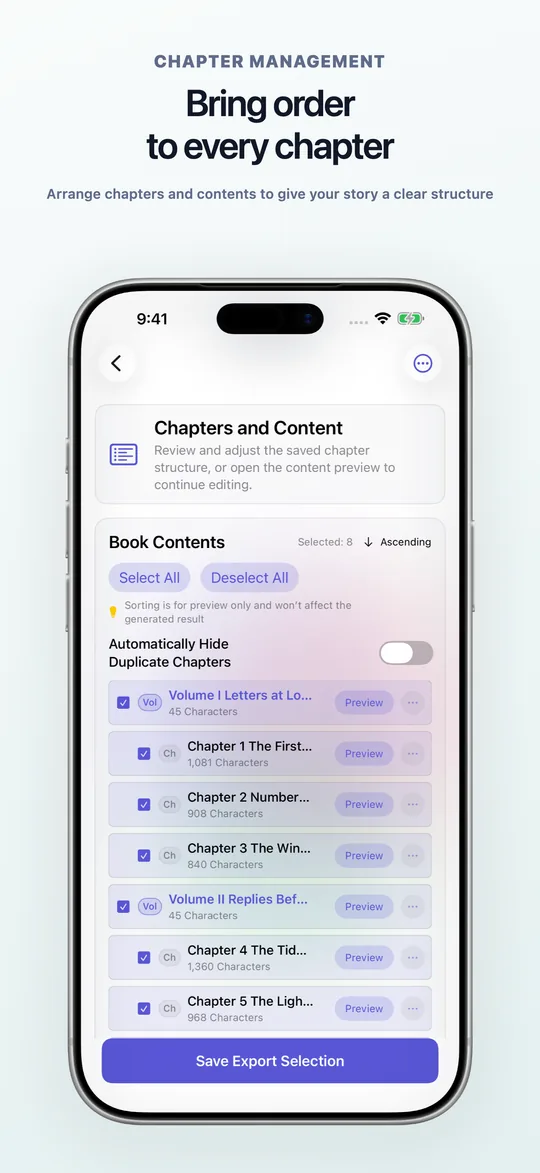 CHAPTER MANAGEMENT
Bring order
to every chapter
Arrange chapters and contents to give your story a clear structure
9:41
Chapters and Content
Review and adjust the saved chapter
structure, or open the content preview to
continue editing.
Book Contents
Selected: 8
Ascending
Select All
Deselect All
Sorting is for preview only and won't affect the
generated result
Automatically Hide
Duplicate Chapters
Vol
Volume I Letters at Lo...
45 Characters
Preview
Ch
Chapter 1 The First...
1,081 Characters
Preview
Ch
Chapter 2 Number...
908 Characters
Preview
Ch
Chapter 3 The Win...
840 Characters
Preview
Vol
Volume II Replies Bef...
45 Characters
Preview
Ch
Chapter 4 The Tid...
1,360 Characters
Preview
Ch
Chapter 5 The Ligh...
968 Characters
Preview
Save Export Selection